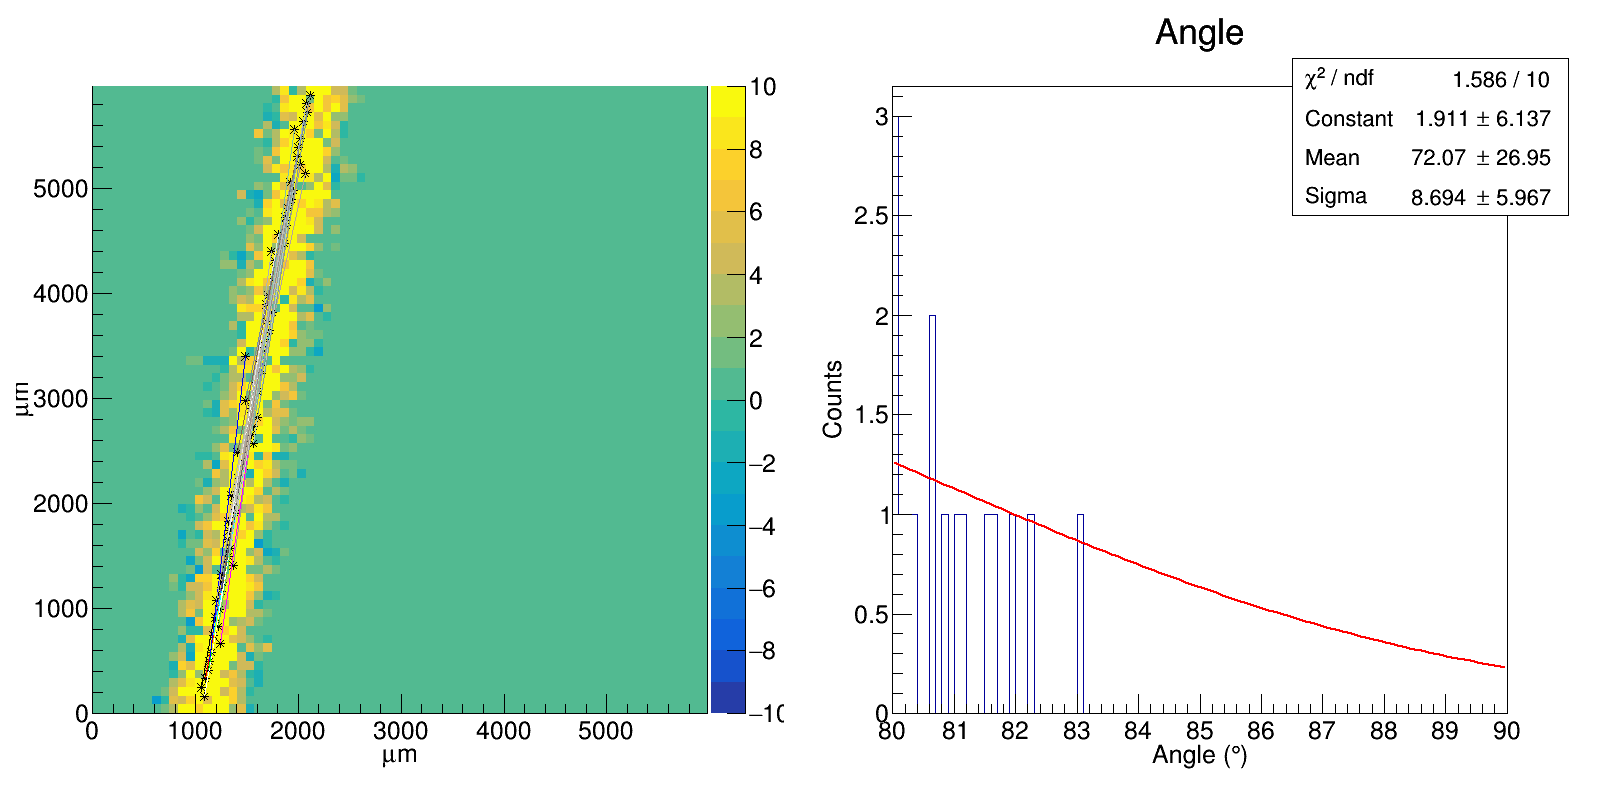 Angle
χ² / ndf 1.586 / 10
Constant 1.911 ± 6.137
Mean 72.07 ± 26.95
Sigma 8.694 ± 5.967
μm
5000
4000
3000
2000
1000
0
0 1000 2000 3000 4000 5000
μm
10
8
6
4
2
0
−2
−4
−6
−8
−10
Counts
3
2.5
2
1.5
1
0.5
0
80 81 82 83 84 85 86 87 88 89 90
Angle (°)